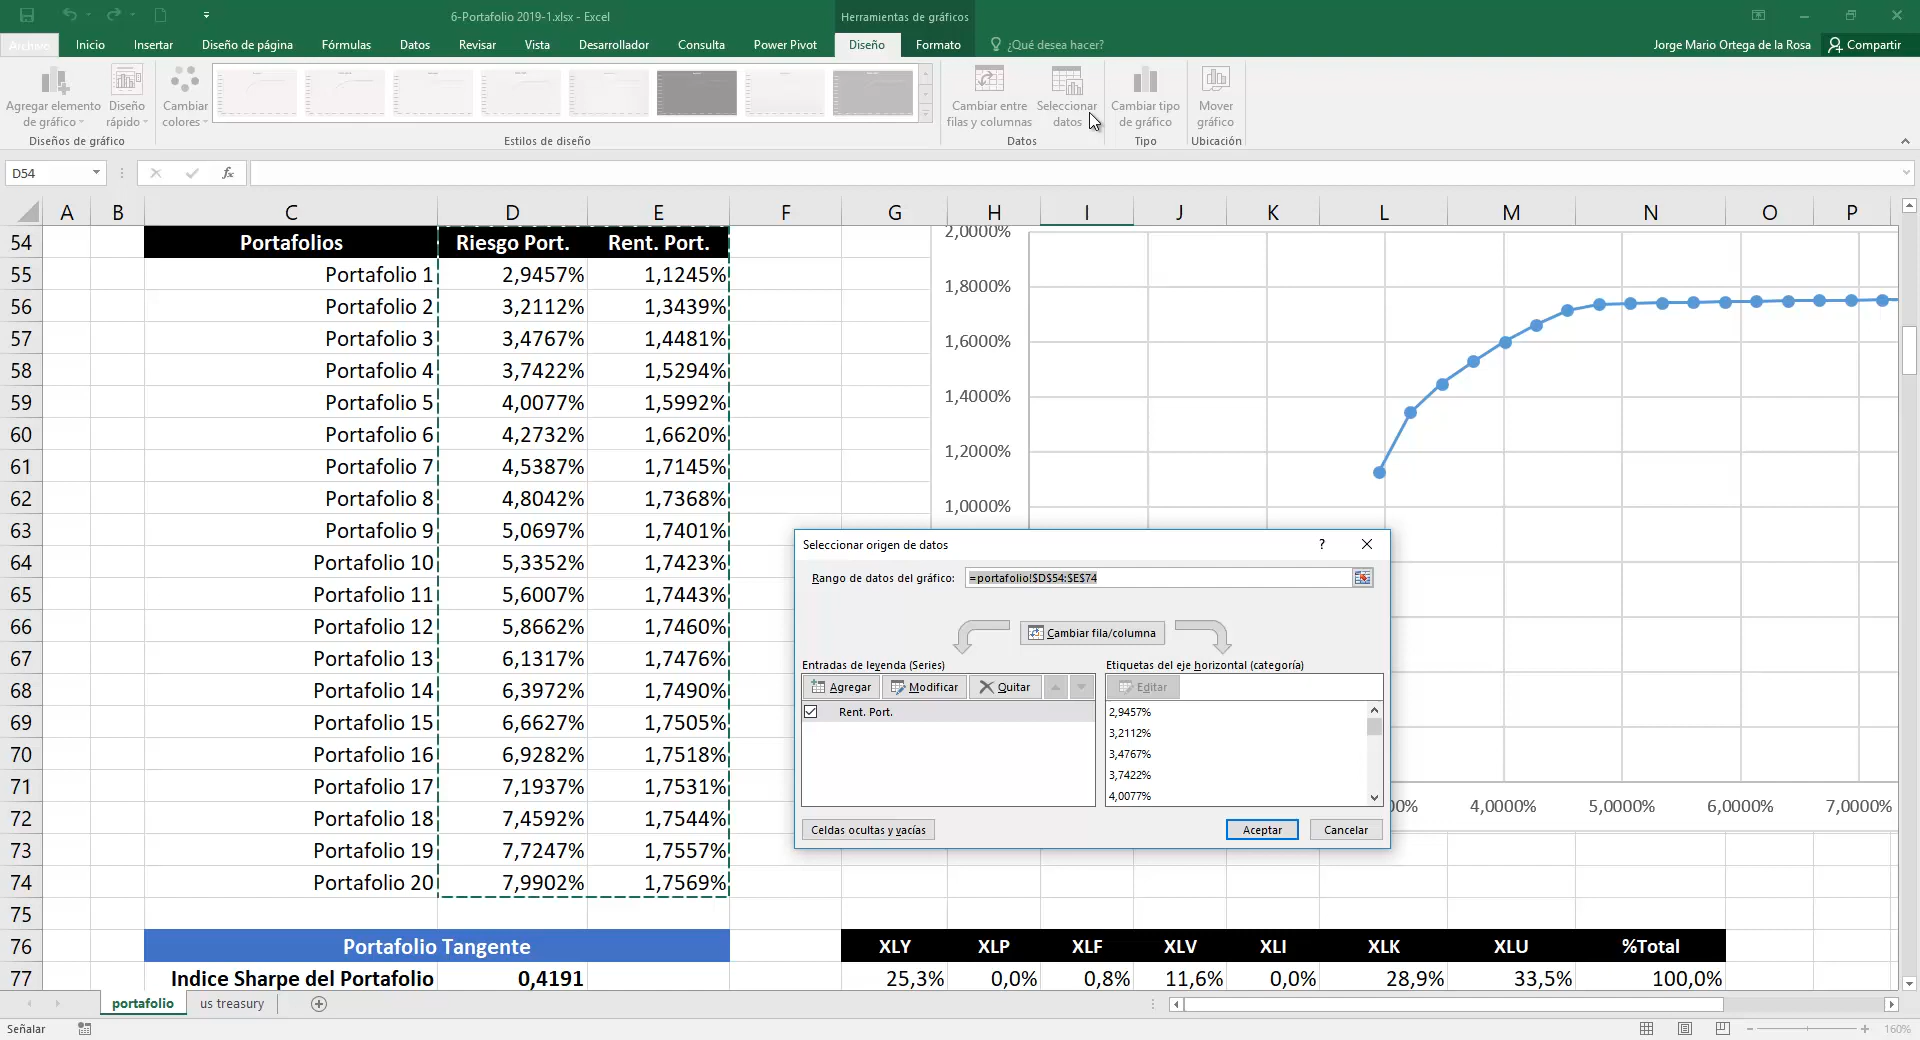 6-Portafolio 2019-1.xlsx - Excel
Herramientas de gráficos
Archivo
Inicio
Insertar
Diseño de página
Fórmulas
Datos
Revisar
Vista
Desarrollador
Consulta
Power Pivot
Diseño
Formato
¿Qué desea hacer?
Jorge Mario Ortega de la Rosa
Compartir
Agregar elemento
de gráfico
Diseño
rápido
Cambiar
colores
Cambiar entre
filas y columnas
Seleccionar
datos
Cambiar tipo
de gráfico
Mover
gráfico
Diseños de gráfico
Estilos de diseño
Datos
Tipo
Ubicación
D54
fx
A B C D E F G H I J K L M N O P
54 Portafolios Riesgo Port. Rent. Port.
55 Portafolio 1 2,9457% 1,1245%
56 Portafolio 2 3,2112% 1,3439%
57 Portafolio 3 3,4767% 1,4481%
58 Portafolio 4 3,7422% 1,5294%
59 Portafolio 5 4,0077% 1,5992%
60 Portafolio 6 4,2732% 1,6620%
61 Portafolio 7 4,5387% 1,7145%
62 Portafolio 8 4,8042% 1,7368%
63 Portafolio 9 5,0697% 1,7401%
64 Portafolio 10 5,3352% 1,7423%
65 Portafolio 11 5,6007% 1,7443%
66 Portafolio 12 5,8662% 1,7460%
67 Portafolio 13 6,1317% 1,7476%
68 Portafolio 14 6,3972% 1,7490%
69 Portafolio 15 6,6627% 1,7505%
70 Portafolio 16 6,9282% 1,7518%
71 Portafolio 17 7,1937% 1,7531%
72 Portafolio 18 7,4592% 1,7544%
73 Portafolio 19 7,7247% 1,7557%
74 Portafolio 20 7,9902% 1,7569%
75
76 Portafolio Tangente XLY XLP XLF XLV XLI XLK XLU %Total
77 Indice Sharpe del Portafolio 0,4191 25,3% 0,0% 0,8% 11,6% 0,0% 28,9% 33,5% 100,0%
2,0000%
1,8000%
1,6000%
1,4000%
1,2000%
1,0000%
00% 4,0000% 5,0000% 6,0000% 7,0000%
Seleccionar origen de datos
?
Rango de datos del gráfico: =portafolio!$D$54:$E$74
Cambiar fila/columna
Entradas de leyenda (Series)
Etiquetas del eje horizontal (categoría)
Agregar
Modificar
Quitar
Editar
Rent. Port.
2,9457%
3,2112%
3,4767%
3,7422%
4,0077%
Celdas ocultas y vacías
Aceptar
Cancelar
portafolio
us treasury
Señalar
160%